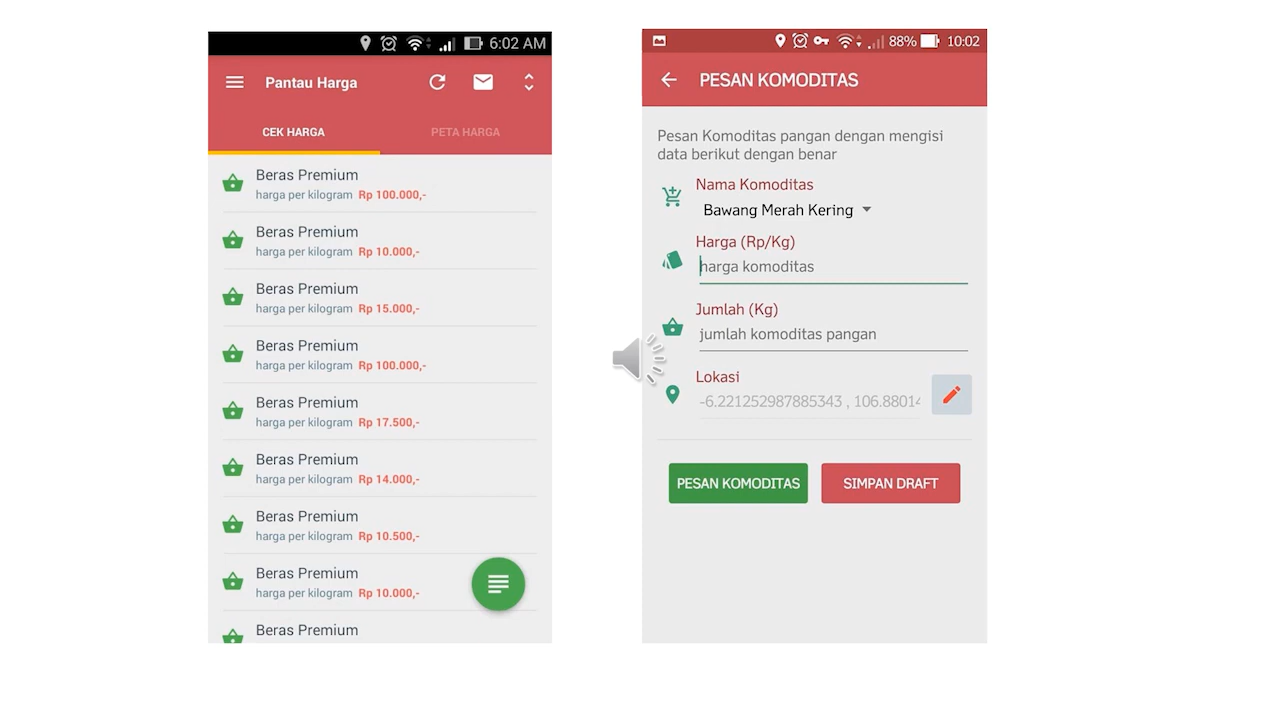 6:02 AM
Pantau Harga
CEK HARGA
PETA HARGA
Beras Premium
harga per kilogram Rp 100.000,-
Beras Premium
harga per kilogram Rp 10.000,-
Beras Premium
harga per kilogram Rp 15.000,-
Beras Premium
harga per kilogram Rp 100.000,-
Beras Premium
harga per kilogram Rp 17.500,-
Beras Premium
harga per kilogram Rp 14.000,-
Beras Premium
harga per kilogram Rp 10.500,-
Beras Premium
harga per kilogram Rp 10.000,-
Beras Premium
88% 10:02
PESAN KOMODITAS
Pesan Komoditas pangan dengan mengisi
data berikut dengan benar
Nama Komoditas
Bawang Merah Kering
Harga (Rp/Kg)
harga komoditas
Jumlah (Kg)
jumlah komoditas pangan
Lokasi
-6.221252987885343 , 106.88014
PESAN KOMODITAS
SIMPAN DRAFT